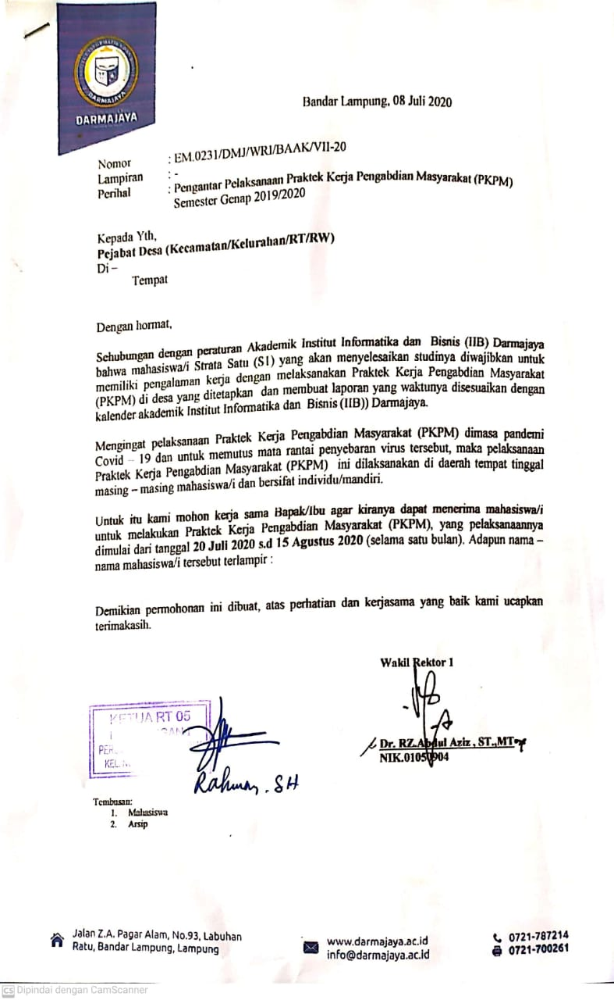 DARMAJAYA
DARMAJAYA
Bandar Lampung, 08 Juli 2020
Nomor : EM.0231/DMJ/WRI/BAAK/VII-20
Lampiran : -
Perihal : Pengantar Pelaksanaan Praktek Kerja Pengabdian Masyarakat (PKPM)
Semester Genap 2019/2020
Kepada Yth,
Pejabat Desa (Kecamatan/Kelurahan/RT/RW)
Di –
Tempat
Dengan hormat,
Sehubungan dengan peraturan Akademik Institut Informatika dan Bisnis (IIB) Darmajaya
bahwa mahasiswa/i Strata Satu (S1) yang akan menyelesaikan studinya diwajibkan untuk
memiliki pengalaman kerja dengan melaksanakan Praktek Kerja Pengabdian Masyarakat
(PKPM) di desa yang ditetapkan dan membuat laporan yang waktunya disesuaikan dengan
kalender akademik Institut Informatika dan Bisnis (IIB)) Darmajaya.
Mengingat pelaksanaan Praktek Kerja Pengabdian Masyarakat (PKPM) dimasa pandemi
Covid – 19 dan untuk memutus mata rantai penyebaran virus tersebut, maka pelaksanaan
Praktek Kerja Pengabdian Masyarakat (PKPM) ini dilaksanakan di daerah tempat tinggal
masing – masing mahasiswa/i dan bersifat individu/mandiri.
Untuk itu kami mohon kerja sama Bapak/Ibu agar kiranya dapat menerima mahasiswa/i
untuk melakukan Praktek Kerja Pengabdian Masyarakat (PKPM), yang pelaksanaannya
dimulai dari tanggal 20 Juli 2020 s.d 15 Agustus 2020 (selama satu bulan). Adapun nama –
nama mahasiswa/i tersebut terlampir :
Demikian permohonan ini dibuat, atas perhatian dan kerjasama yang baik kami ucapkan
terimakasih.
Wakil Rektor 1
Dr. RZ.Abdul Aziz, ST.,MT
NIK.01050904
KETUA RT 05
KEL.
Rahman, SH
Tembusan:
1. Mahasiswa
2. Arsip
Jalan Z.A. Pagar Alam, No.93, Labuhan
Ratu, Bandar Lampung, Lampung
www.darmajaya.ac.id
info@darmajaya.ac.id
0721-787214
0721-700261
CS Dipindai dengan CamScanner